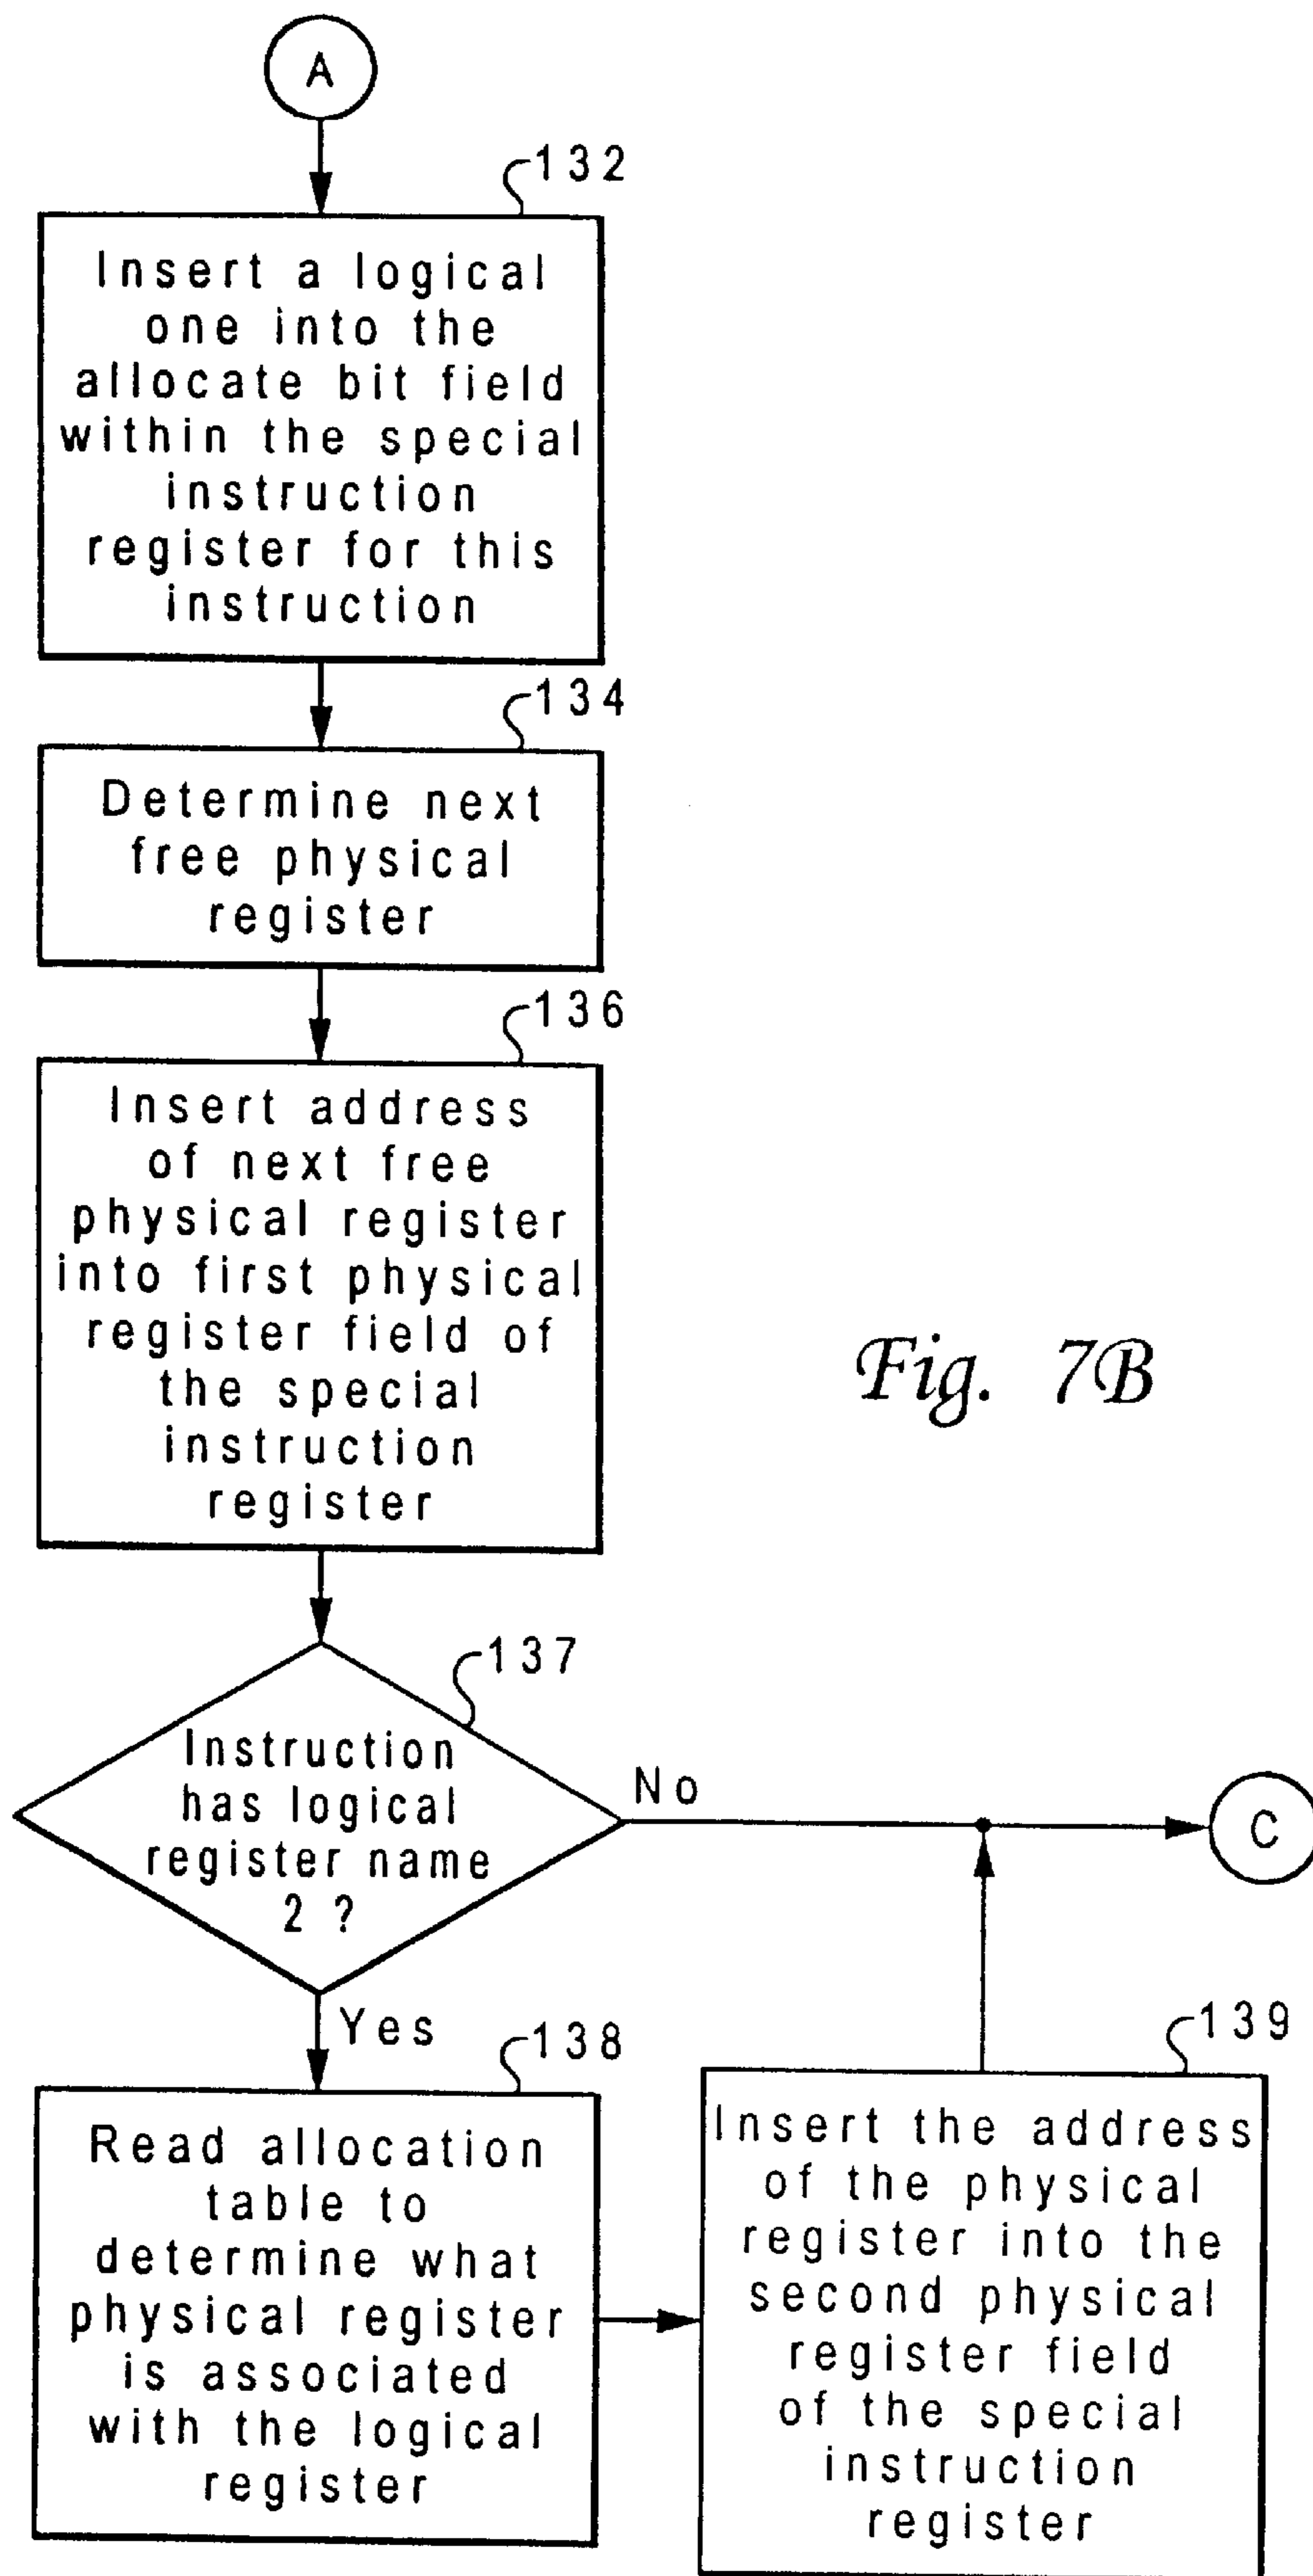 A
132
Insert a logical
one into the
allocate bit field
within the special
instruction
register for this
instruction
134
Determine next
free physical
register
136
Insert address
of next free
physical register
into first physical
register field of
the special
instruction
register
Fig. 7B
137
Instruction
has logical
register name
2 ?
No
C
Yes
138
Read allocation
table to
determine what
physical register
is associated
with the logical
register
139
Insert the address
of the physical
register into the
second physical
register field
of the special
instruction
register